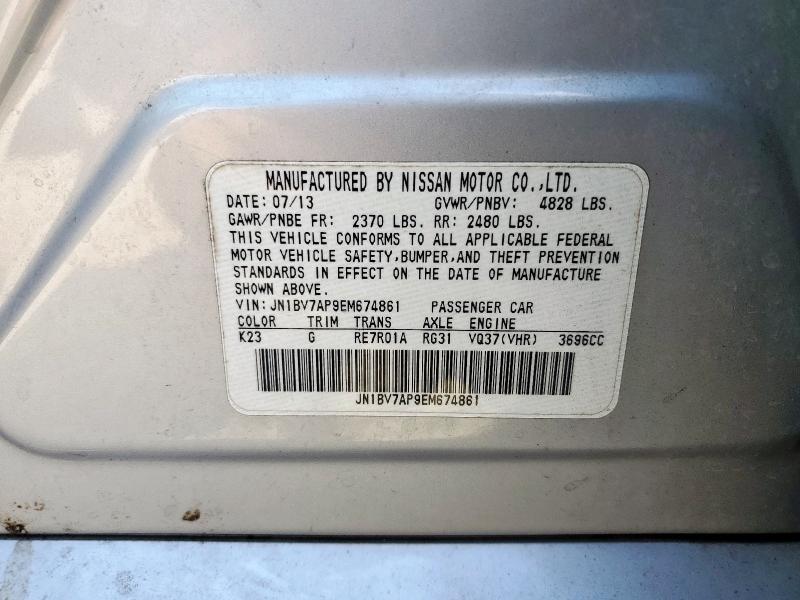 MANUFACTURED BY NISSAN MOTOR CO.,LTD.
DATE: 07/13 GVWR/PNBV: 4828 LBS.
GAWR/PNBE FR: 2370 LBS. RR: 2480 LBS.
THIS VEHICLE CONFORMS TO ALL APPLICABLE FEDERAL
MOTOR VEHICLE SAFETY,BUMPER,AND THEFT PREVENTION
STANDARDS IN EFFECT ON THE DATE OF MANUFACTURE
SHOWN ABOVE.
VIN: JN1BV7AP9EM674861 PASSENGER CAR
COLOR TRIM TRANS AXLE ENGINE
K23 G RE7R01A RG31 VQ37(VHR) 3696CC
JN1BV7AP9EM674861